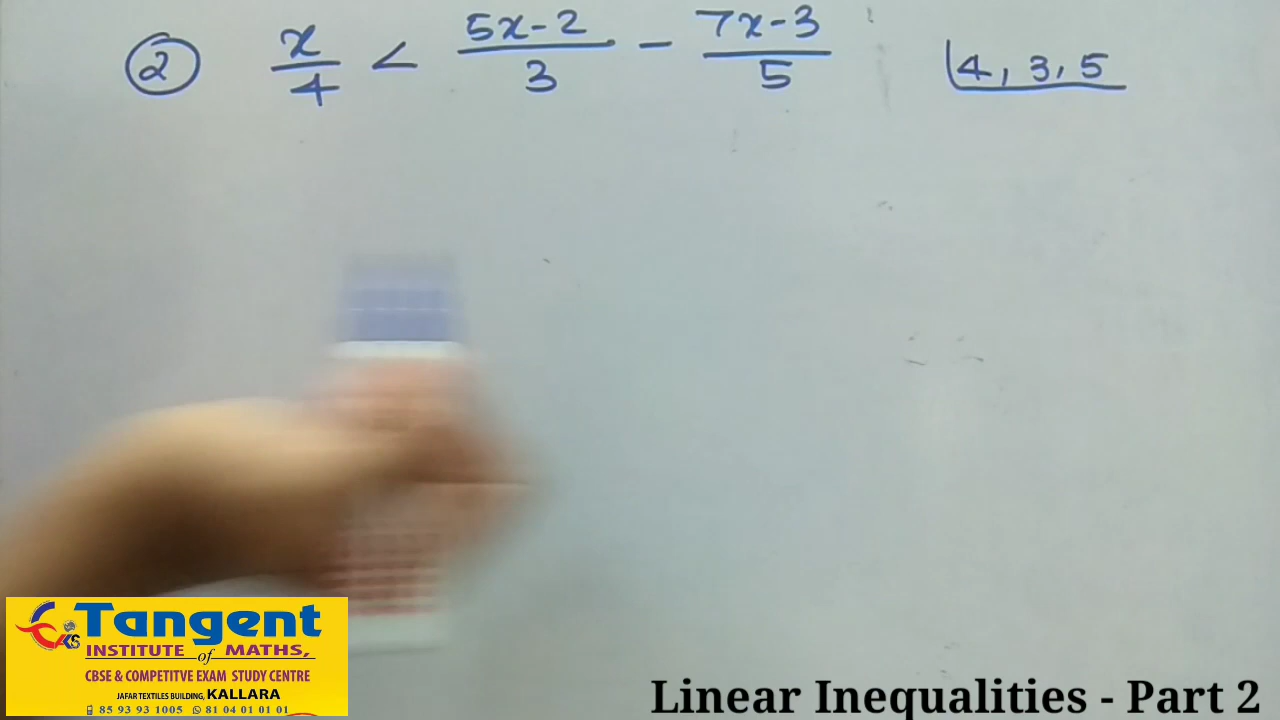 ② x/4 < (5x-2)/3 - (7x-3)/5
4, 3, 5
Tangent
INSTITUTE of MATHS,
CBSE & COMPETITVE EXAM STUDY CENTRE
JAFAR TEXTILES BUILDING, KALLARA
85 93 93 1005 81 04 01 01 01
Linear Inequalities - Part 2